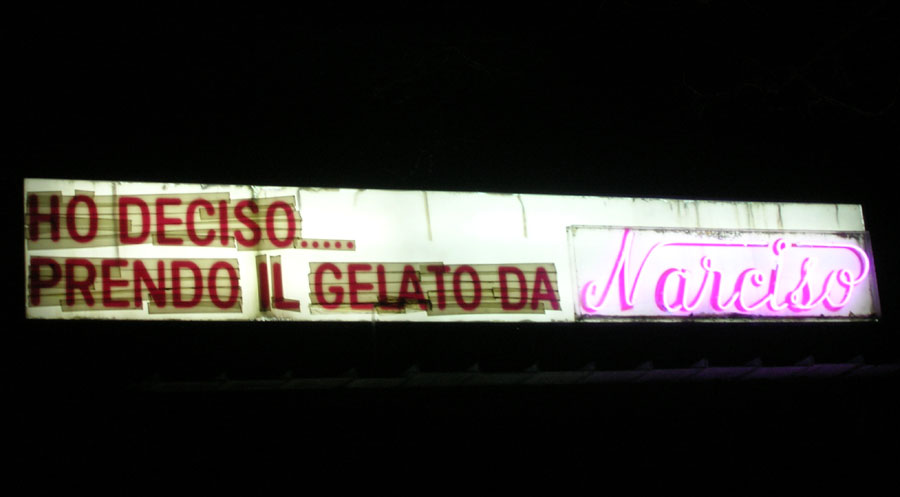 HO DECISO.....
PRENDO IL GELATO DA
Narciso